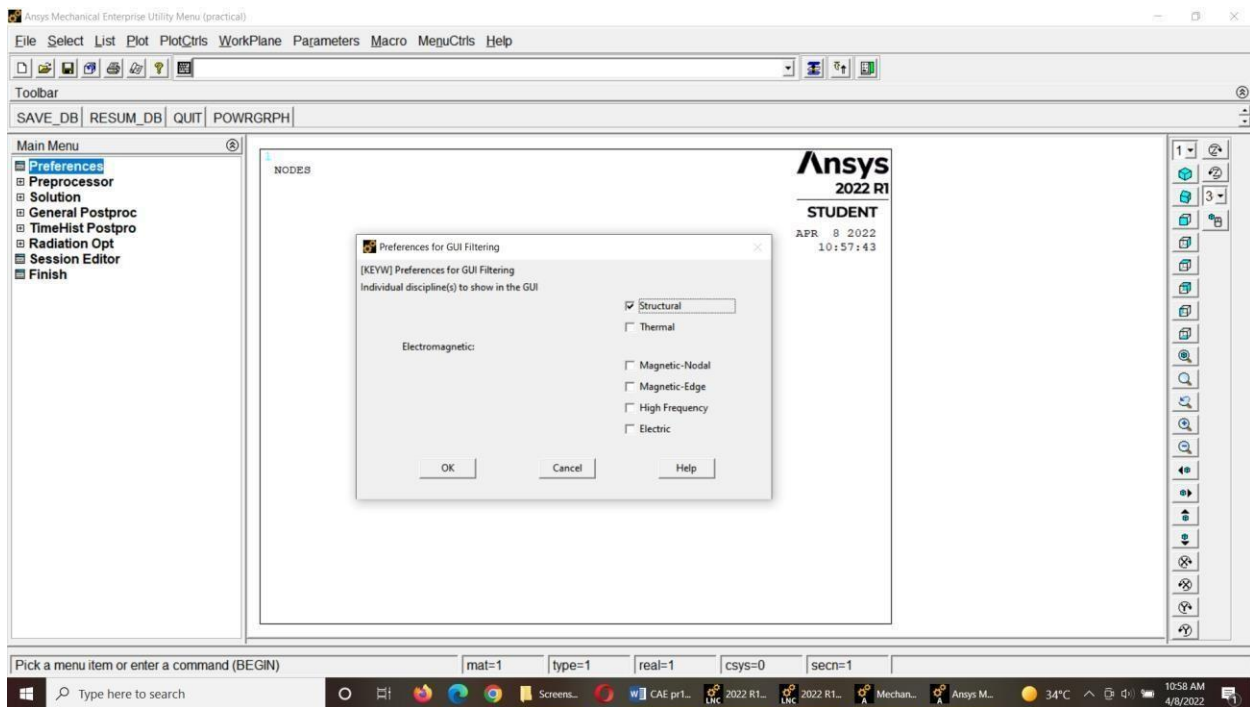 Ansys Mechanical Enterprise Utility Menu (practical)
File Select List Plot PlotCtrls WorkPlane Parameters Macro MenuCtrls Help
Toolbar
SAVE_DB RESUM_DB QUIT POWRGRPH
Main Menu
Preferences
Preprocessor
Solution
General Postproc
TimeHist Postpro
Radiation Opt
Session Editor
Finish
1
NODES
Ansys
2022 R1
STUDENT
APR 8 2022
10:57:43
Preferences for GUI Filtering
[KEYW] Preferences for GUI Filtering
Individual discipline(s) to show in the GUI
Structural
Thermal
Electromagnetic:
Magnetic-Nodal
Magnetic-Edge
High Frequency
Electric
OK Cancel Help
1
3
Pick a menu item or enter a command (BEGIN) mat=1 type=1 real=1 csys=0 secn=1
Type here to search Screens... CAE pr1... 2022 R1... 2022 R1... Mechan... Ansys M... 34°C 10:58 AM
4/8/2022